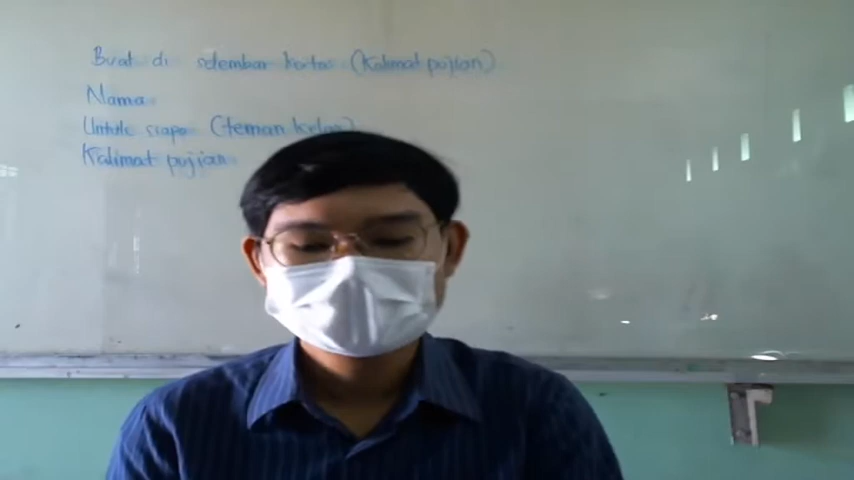 Buat di selembar kertas (Kalimat pujian)
Nama
Untuk siapa (teman kelas)
Kalimat pujian